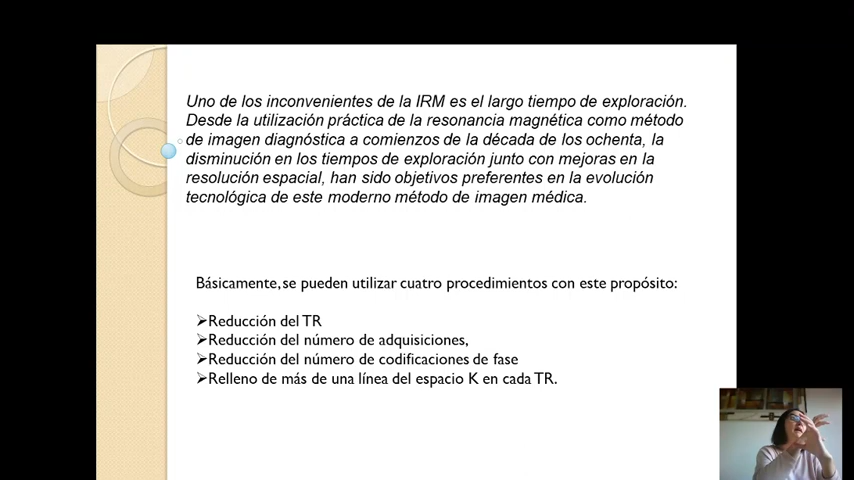 Uno de los inconvenientes de la IRM es el largo tiempo de exploración.
Desde la utilización práctica de la resonancia magnética como método
de imagen diagnóstica a comienzos de la década de los ochenta, la
disminución en los tiempos de exploración junto con mejoras en la
resolución espacial, han sido objetivos preferentes en la evolución
tecnológica de este moderno método de imagen médica.
Básicamente, se pueden utilizar cuatro procedimientos con este propósito:
➢Reducción del TR
➢Reducción del número de adquisiciones,
➢Reducción del número de codificaciones de fase
➢Relleno de más de una línea del espacio K en cada TR.